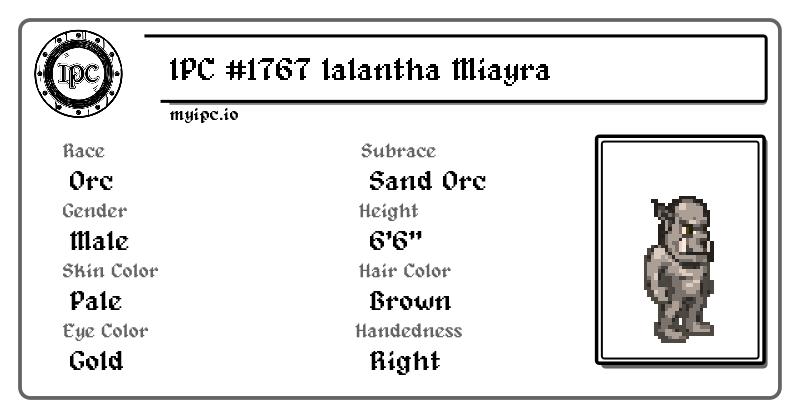 IPC
IPC #1767 Ialantha Miayra
myipc.io
Race
Orc
Subrace
Sand Orc
Gender
Male
Height
6'6"
Skin Color
Pale
Hair Color
Brown
Eye Color
Gold
Handedness
Right